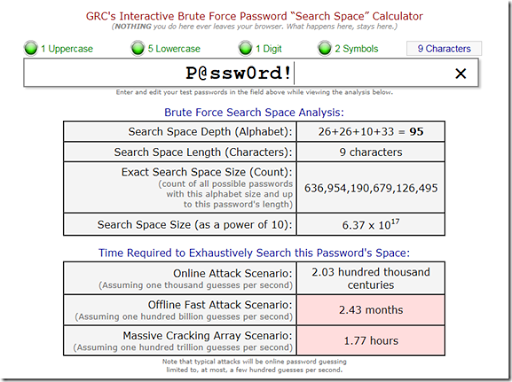 GRC's Interactive Brute Force Password “Search Space” Calculator
(NOTHING you do here ever leaves your browser. What happens here, stays here.)
1 Uppercase 5 Lowercase 1 Digit 2 Symbols 9 Characters
P@ssw0rd!
Enter and edit your test passwords in the field above while viewing the analysis below.
Brute Force Search Space Analysis:
Search Space Depth (Alphabet): 26+26+10+33 = 95
Search Space Length (Characters): 9 characters
Exact Search Space Size (Count):
(count of all possible passwords
with this alphabet size and up
to this password's length)
636,954,190,679,126,495
Search Space Size (as a power of 10): 6.37 x 10¹⁷
Time Required to Exhaustively Search this Password's Space:
Online Attack Scenario:
(Assuming one thousand guesses per second)
2.03 hundred thousand
centuries
Offline Fast Attack Scenario:
(Assuming one hundred billion guesses per second)
2.43 months
Massive Cracking Array Scenario:
(Assuming one hundred trillion guesses per second)
1.77 hours
Note that typical attacks will be online password guessing
limited to, at most, a few hundred guesses per second.